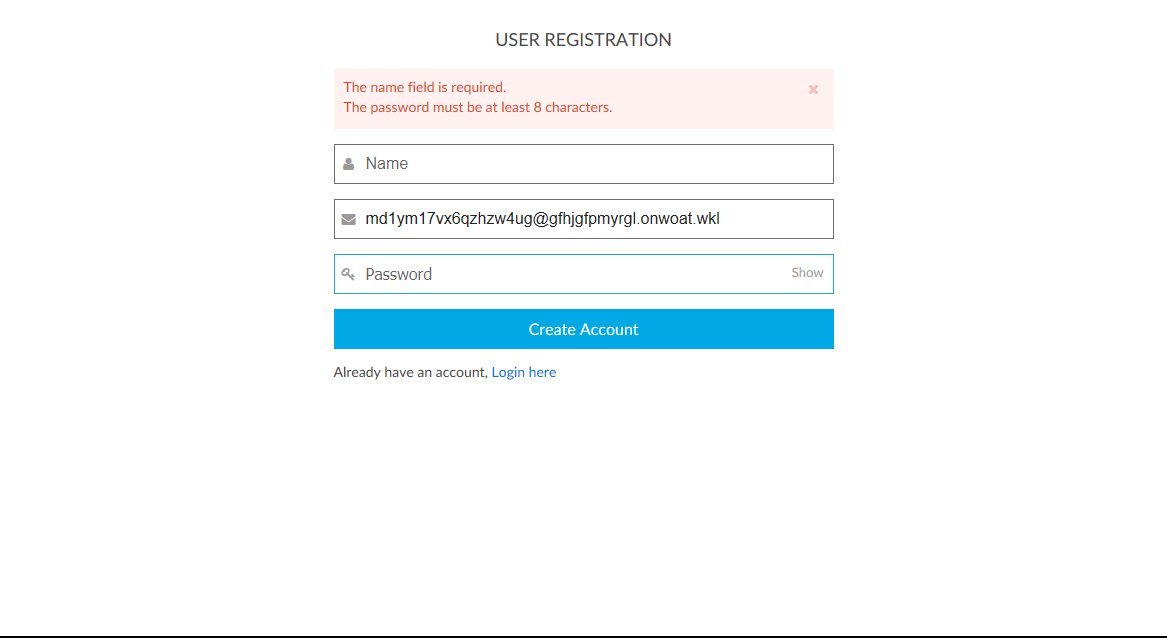 USER REGISTRATION
The name field is required.
The password must be at least 8 characters.
Name
md1ym17vx6qzhzw4ug@gfhjgfpmyrgl.onwoat.wkl
Password Show
Create Account
Already have an account, Login here